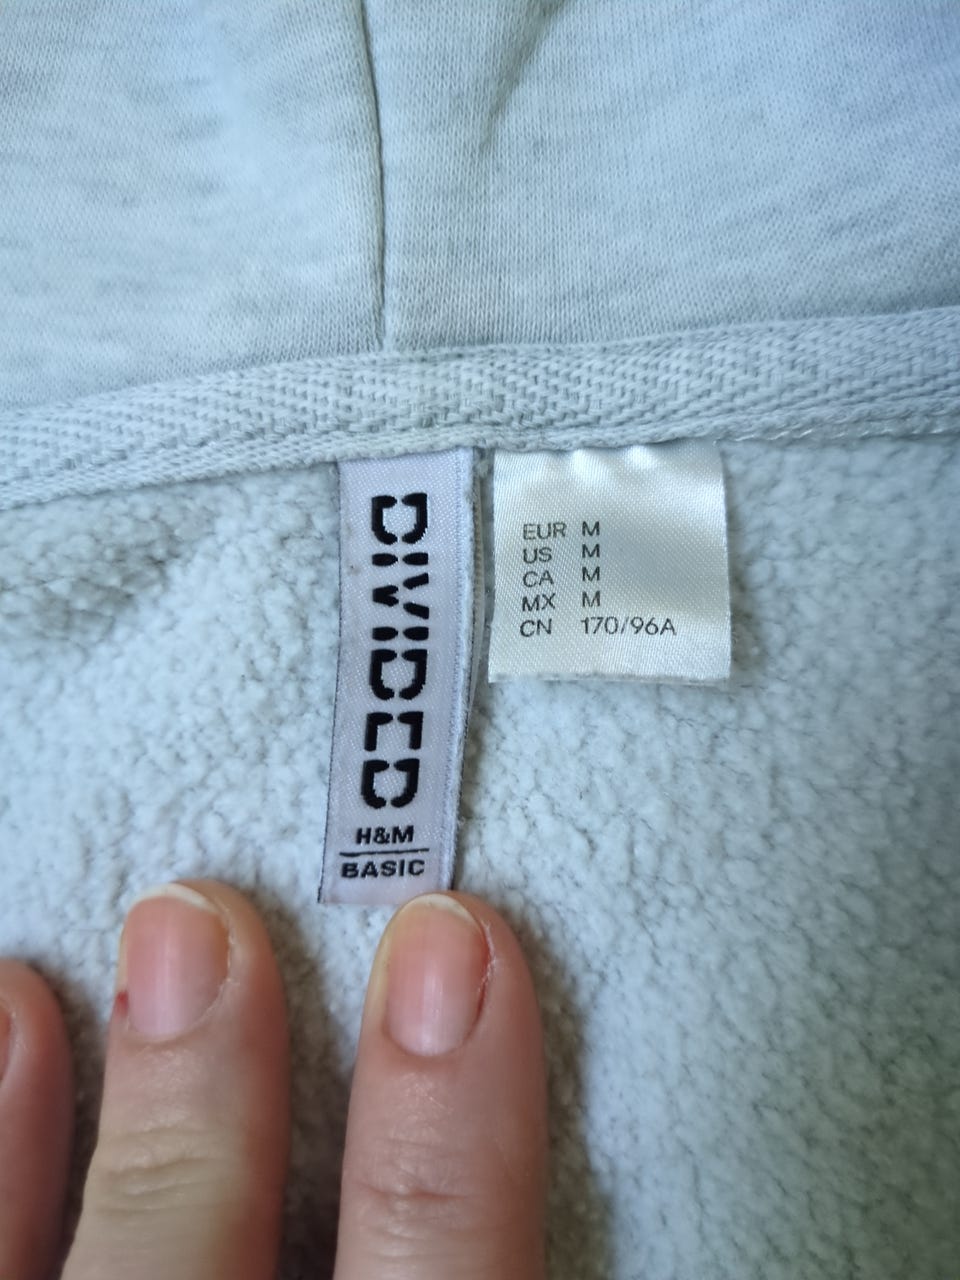 DIVIDED
H&M
BASIC
EUR M
US M
CA M
MX M
CN 170/96A